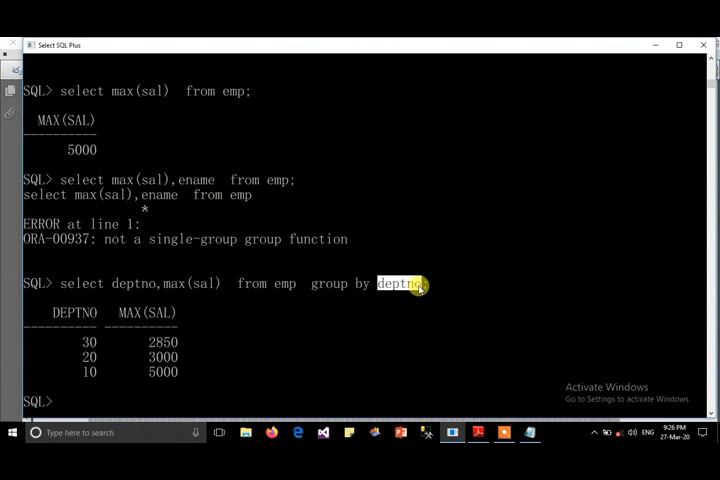 Select SQL Plus
SQL> select max(sal)  from emp;
MAX(SAL)
----------
5000
SQL> select max(sal),ename  from emp;
select max(sal),ename  from emp
*
ERROR at line 1:
ORA-00937: not a single-group group function
SQL> select deptno,max(sal)  from emp  group by deptno;
DEPTNO   MAX(SAL)
---------- ----------
30       2850
20       3000
10       5000
SQL>
Activate Windows
Go to Settings to activate Windows.
Type here to search
ENG
9:26 PM
27-Mar-20